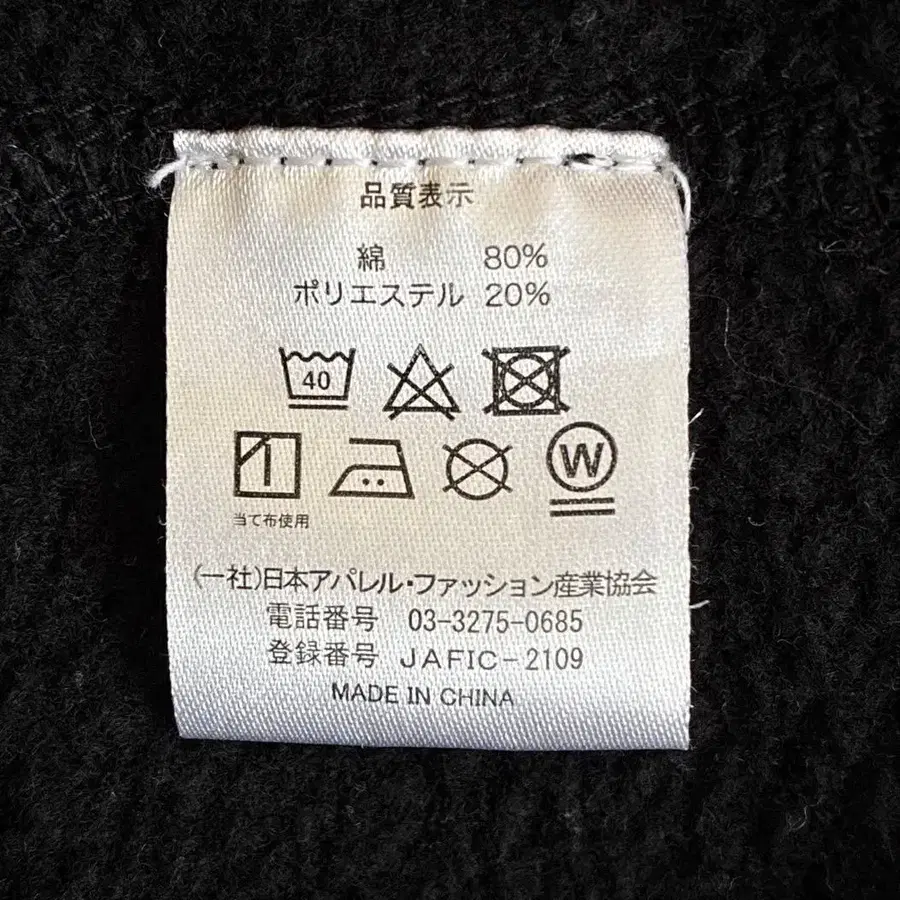 品質表示
綿 80%
ポリエステル 20%
40
W
当て布使用
(一社)日本アパレル・ファッション産業協会
電話番号 03-3275-0685
登録番号 JAFIC-2109
MADE IN CHINA